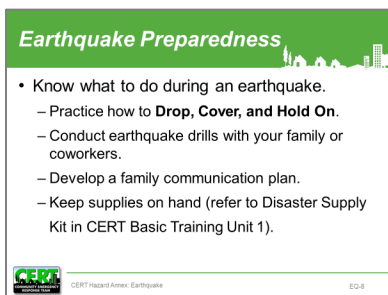 Earthquake Preparedness
• Know what to do during an earthquake.
– Practice how to Drop, Cover, and Hold On.
– Conduct earthquake drills with your family or
coworkers.
– Develop a family communication plan.
– Keep supplies on hand (refer to Disaster Supply
Kit in CERT Basic Training Unit 1).
CERT
COMMUNITY EMERGENCY
RESPONSE TEAM
CERT Hazard Annex: Earthquake
EQ-8